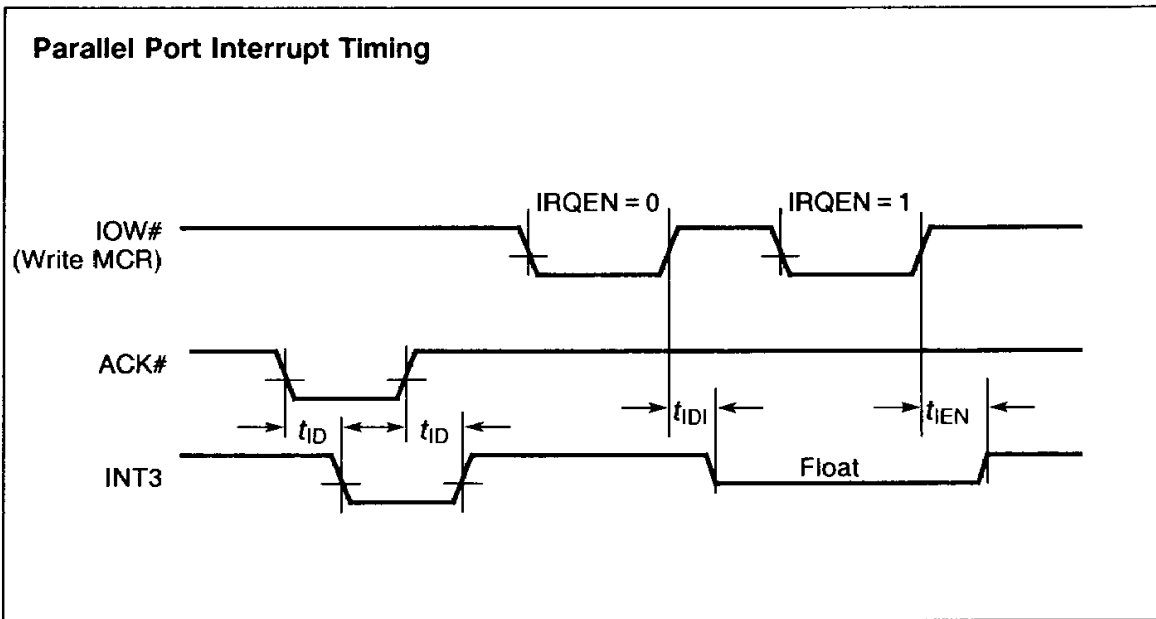 Parallel Port Interrupt Timing
IRQEN = 0
IRQEN = 1
IOW#
(Write MCR)
ACK#
tID
tID
tIDI
tIEN
INT3
Float